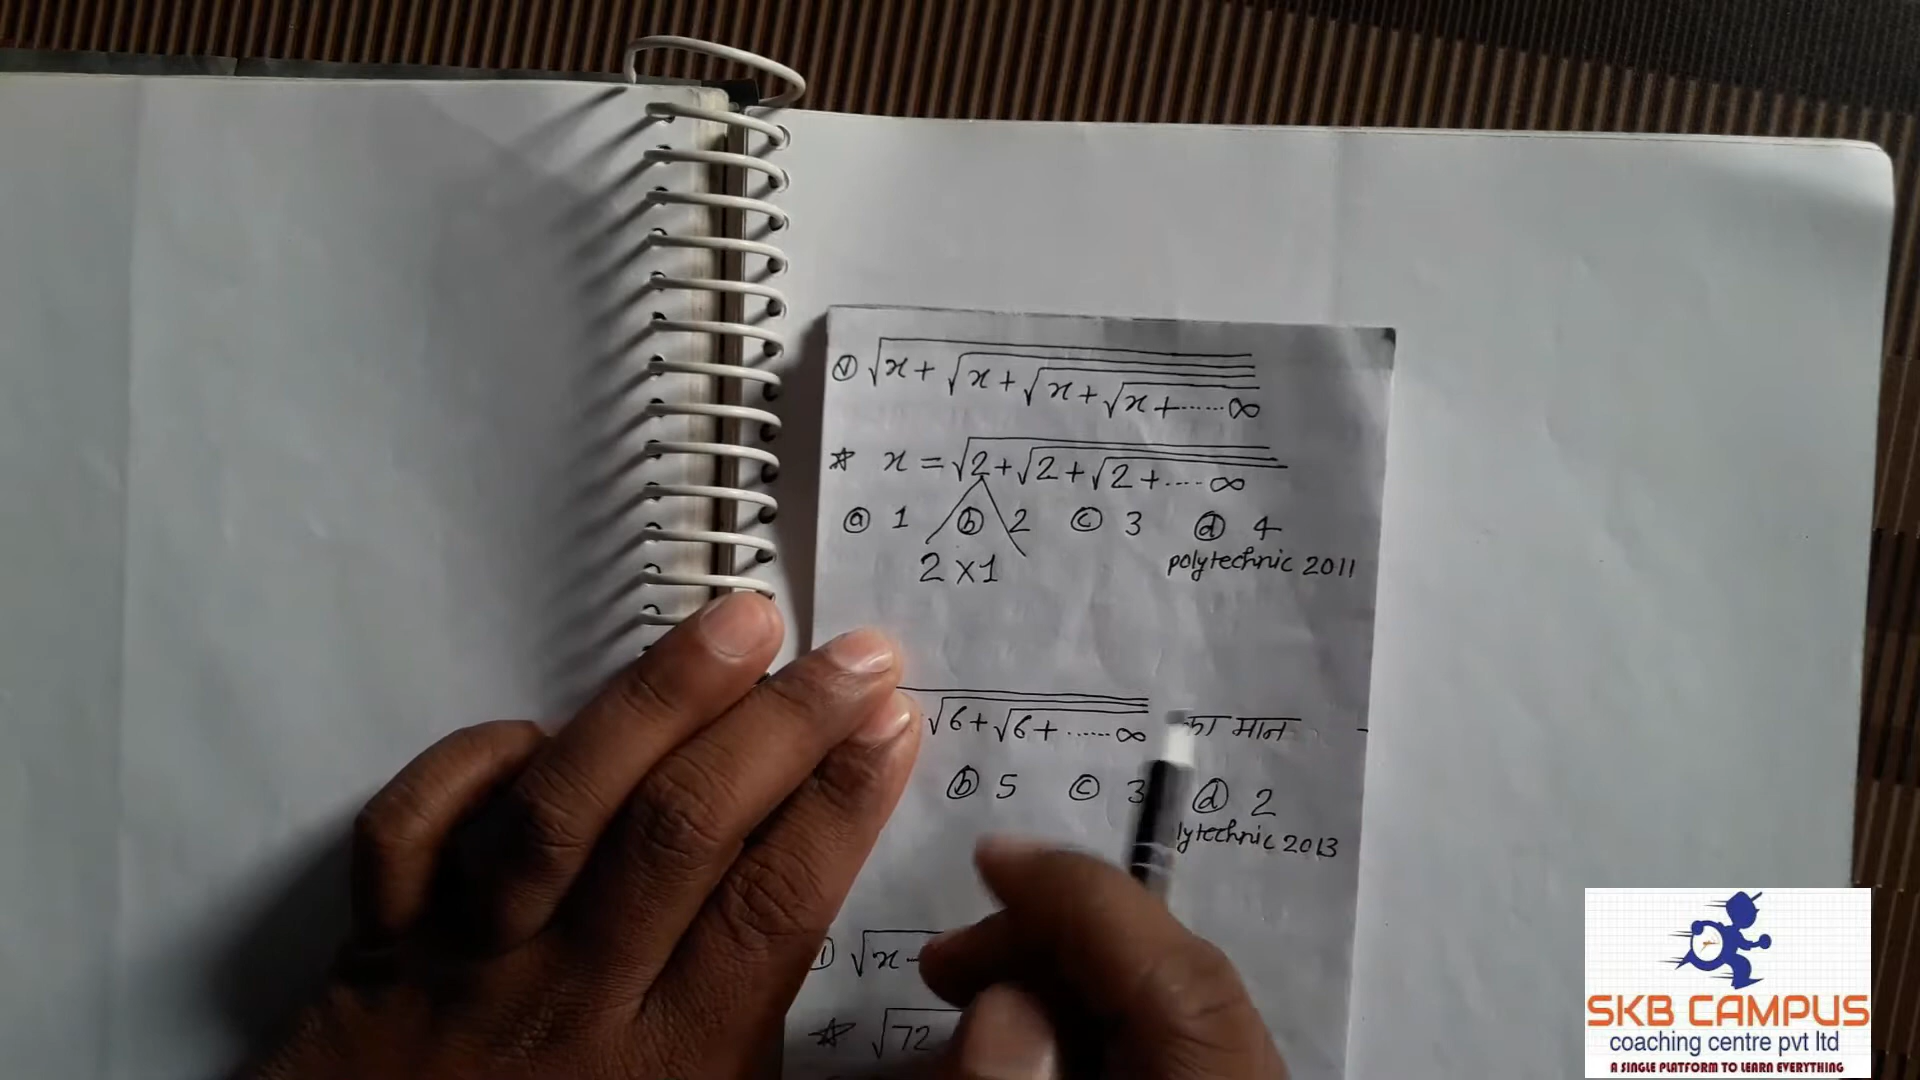 (v) √x + √x + √x + √x + ...... ∞
☆ x = √2 + √2 + √2 + .... ∞
(a) 1 (b) 2 (c) 3 (d) 4
2 × 1
polytechnic 2011
√6 + √6 + ...... ∞ का मान
(b) 5 (c) 3 (d) 2
lytechnic 2013
√x -
☆ √72
SKB CAMPUS
coaching centre pvt ltd
A SINGLE PLATFORM TO LEARN EVERYTHING